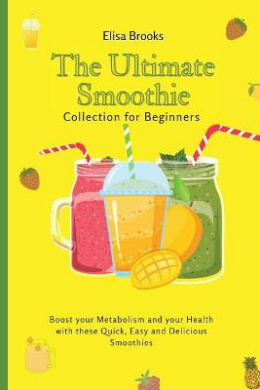 Elisa Brooks
The Ultimate
Smoothie
Collection for Beginners
Boost your Metabolism and your Health
with these Quick, Easy and Delicious
Smoothies